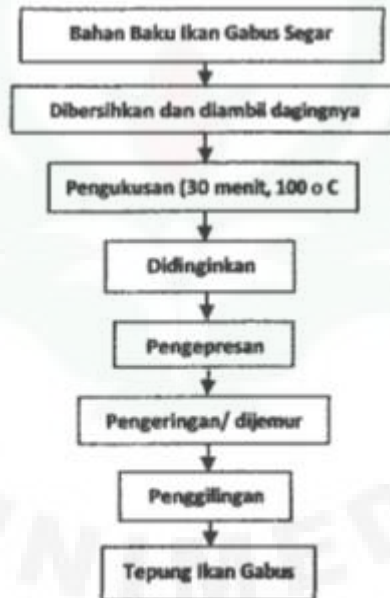 Bahan Baku Ikan Gabus Segar
Dibersihkan dan diambil dagingnya
Pengukusan (30 menit, 100 o C
Didinginkan
Pengepresan
Pengeringan/ dijemur
Penggilingan
Tepung Ikan Gabus
UNIMED